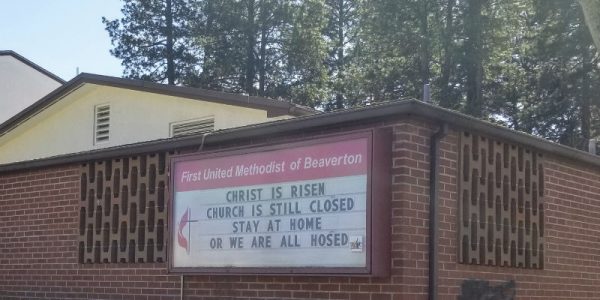 First United Methodist of Beaverton
CHRIST IS RISEN
CHURCH IS STILL CLOSED
STAY AT HOME
OR WE ARE ALL HOSED